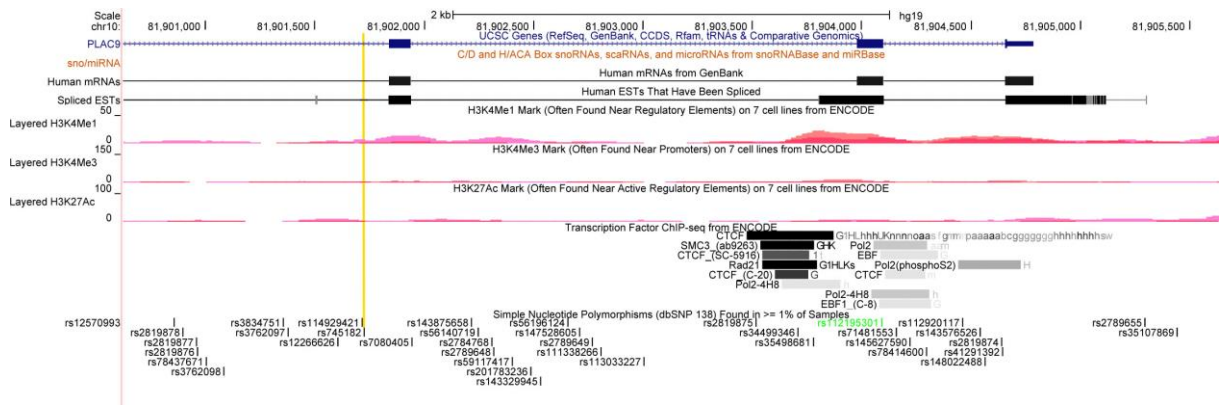 Scale 2 kb hg19
chr10: 81,901,000 81,901,500 81,902,000 81,902,500 81,903,000 81,903,500 81,904,000 81,904,500 81,905,000 81,905,500
UCSC Genes (RefSeq, GenBank, CCDS, Rfam, tRNAs & Comparative Genomics)
PLAC9
C/D and H/ACA Box snoRNAs, scaRNAs, and microRNAs from snoRNABase and miRBase
sno/miRNA
Human mRNAs from GenBank
Human mRNAs
Human ESTs That Have Been Spliced
Spliced ESTs
H3K4Me1 Mark (Often Found Near Regulatory Elements) on 7 cell lines from ENCODE
50
Layered H3K4Me1
0
H3K4Me3 Mark (Often Found Near Promoters) on 7 cell lines from ENCODE
150
Layered H3K4Me3
0
H3K27Ac Mark (Often Found Near Active Regulatory Elements) on 7 cell lines from ENCODE
100
Layered H3K27Ac
0
Transcription Factor ChIP-seq from ENCODE
CTCF
SMC3_(ab9263) GHK Pol2
CTCF_(SC-5916) EBF G
Rad21 G1HLKs Pol2(phosphoS2) H
CTCF_(C-20) G CTCF
Pol2-4H8 h
Pol2-4H8 h
EBF1_(C-8) G
Simple Nucleotide Polymorphisms (dbSNP 138) Found in >= 1% of Samples
rs12570993 rs3834751 rs114929421 rs143875658 rs56196124 rs2819875 rs112195301 rs112920117 rs2789655
rs2819878 rs3762097 rs745182 rs56140719 rs147528605 rs34499346 rs71481553 rs143576526 rs35107869
rs2819877 rs12266626 rs7080405 rs2784768 rs2789649 rs35498681 rs145627590 rs2819874
rs2819876 rs2789648 rs111338266 rs78414600 rs41291392
rs78437671 rs59117417 rs113033227 rs148022488
rs3762098 rs201783236
rs143329945